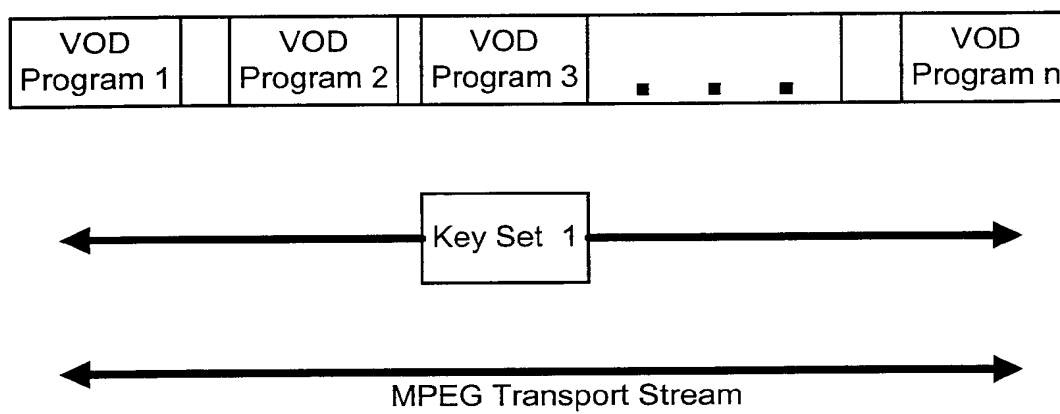 VOD
Program 1
VOD
Program 2
VOD
Program 3
. . .
VOD
Program n
Key Set 1
MPEG Transport Stream